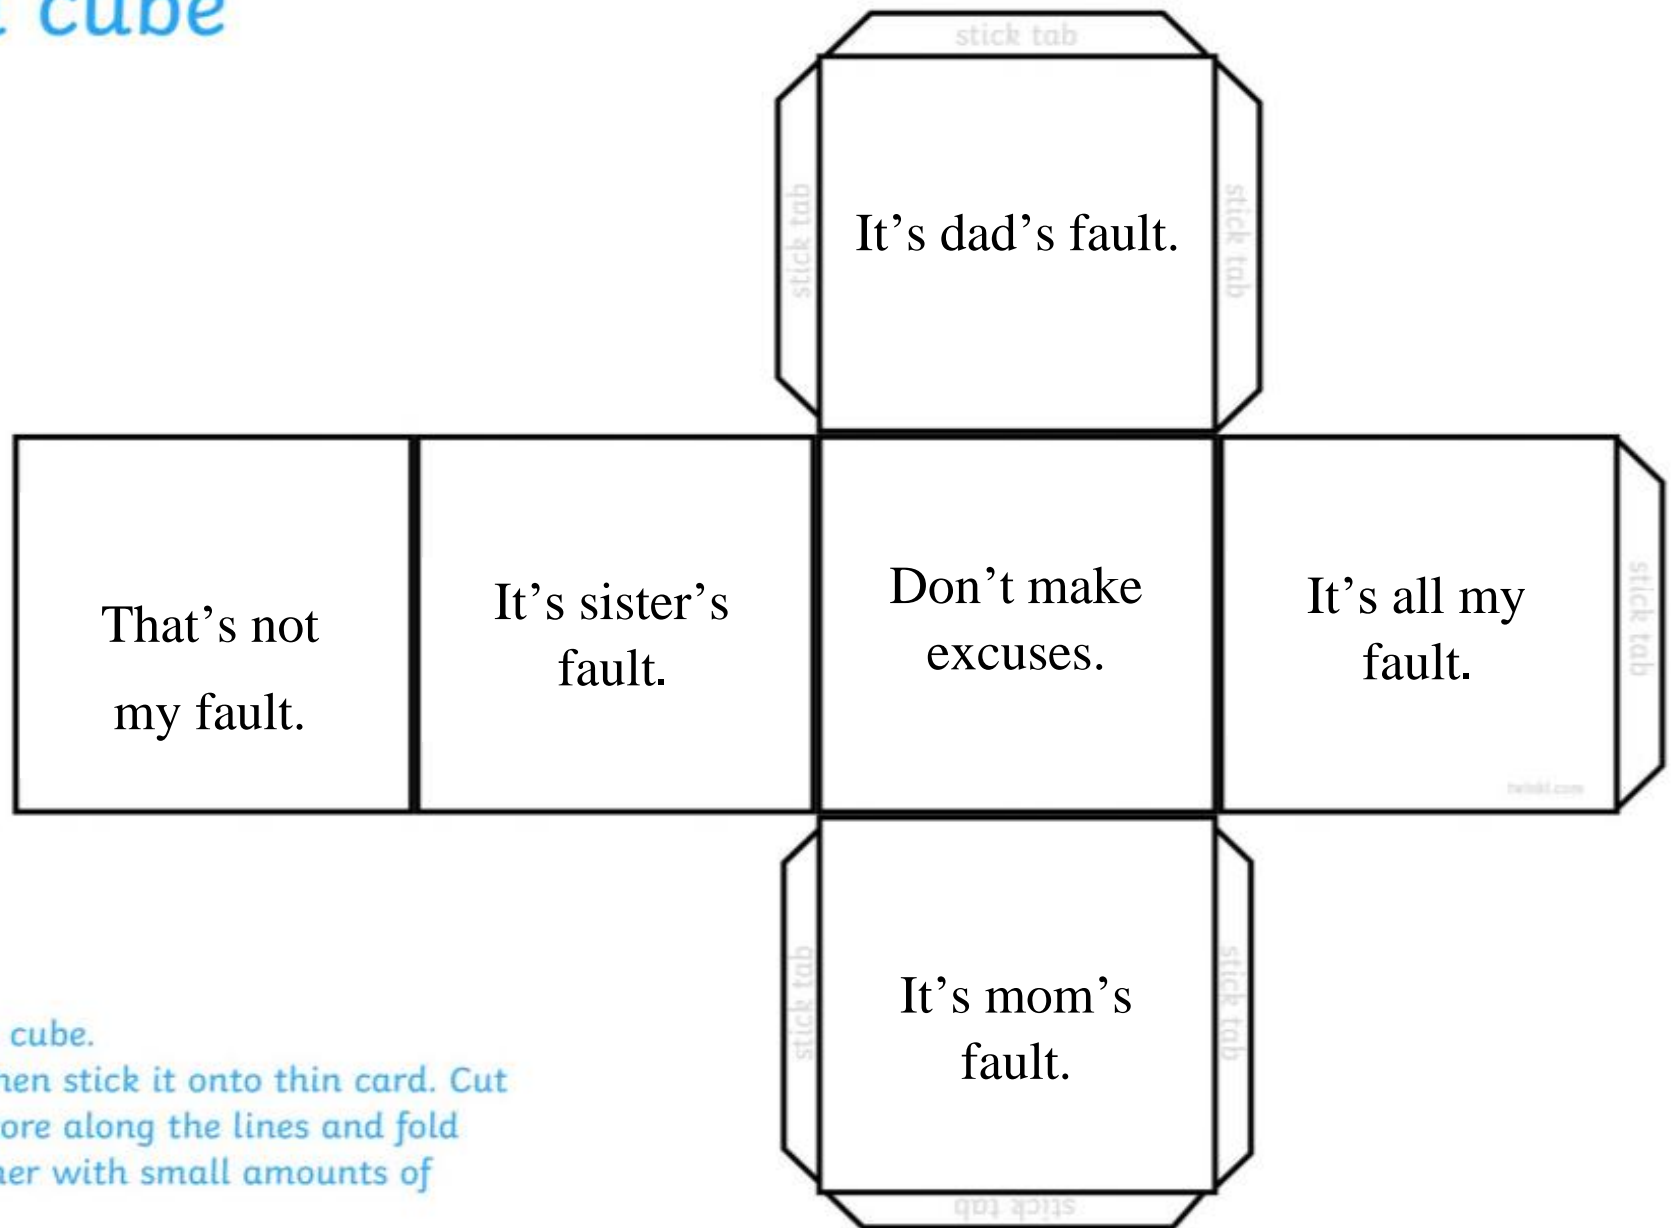 cube
stick tab
stick tab
It’s dad’s fault.
stick tab
That’s not
my fault.
It’s sister’s
fault.
Don’t make
excuses.
It’s all my
fault.
stick tab
twinkl.com
stick tab
It’s mom’s
fault.
stick tab
stick tab
cube.
hen stick it onto thin card. Cut
ore along the lines and fold
her with small amounts of